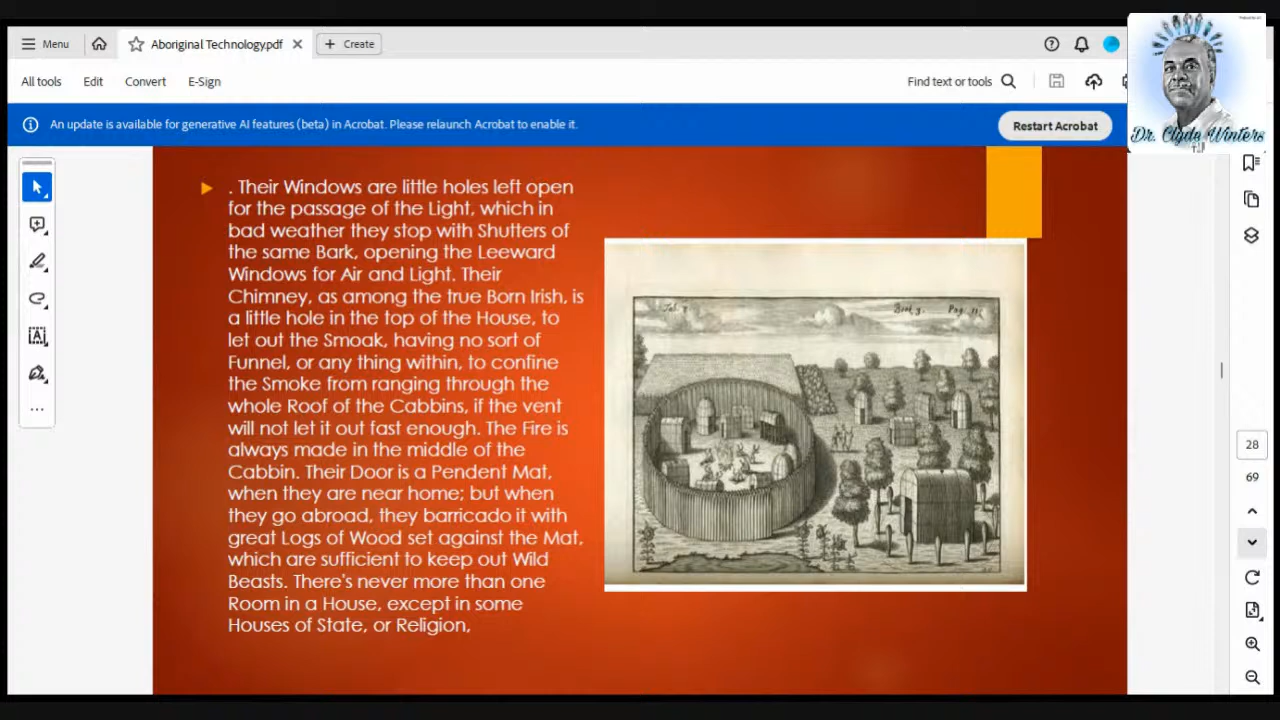 Menu
Aboriginal Technology.pdf
Create
All tools
Edit
Convert
E-Sign
Find text or tools
An update is available for generative AI features (beta) in Acrobat. Please relaunch Acrobat to enable it.
Restart Acrobat
Dr. Clyde Winters
. Their Windows are little holes left open
for the passage of the Light, which in
bad weather they stop with Shutters of
the same Bark, opening the Leeward
Windows for Air and Light. Their
Chimney, as among the true Born Irish, is
a little hole in the top of the House, to
let out the Smoak, having no sort of
Funnel, or any thing within, to confine
the Smoke from ranging through the
whole Roof of the Cabbins, if the vent
will not let it out fast enough. The Fire is
always made in the middle of the
Cabbin. Their Door is a Pendent Mat,
when they are near home; but when
they go abroad, they barricado it with
great Logs of Wood set against the Mat,
which are sufficient to keep out Wild
Beasts. There's never more than one
Room in a House, except in some
Houses of State, or Religion,
Tab.
Book 3. Pag. 11
28
69